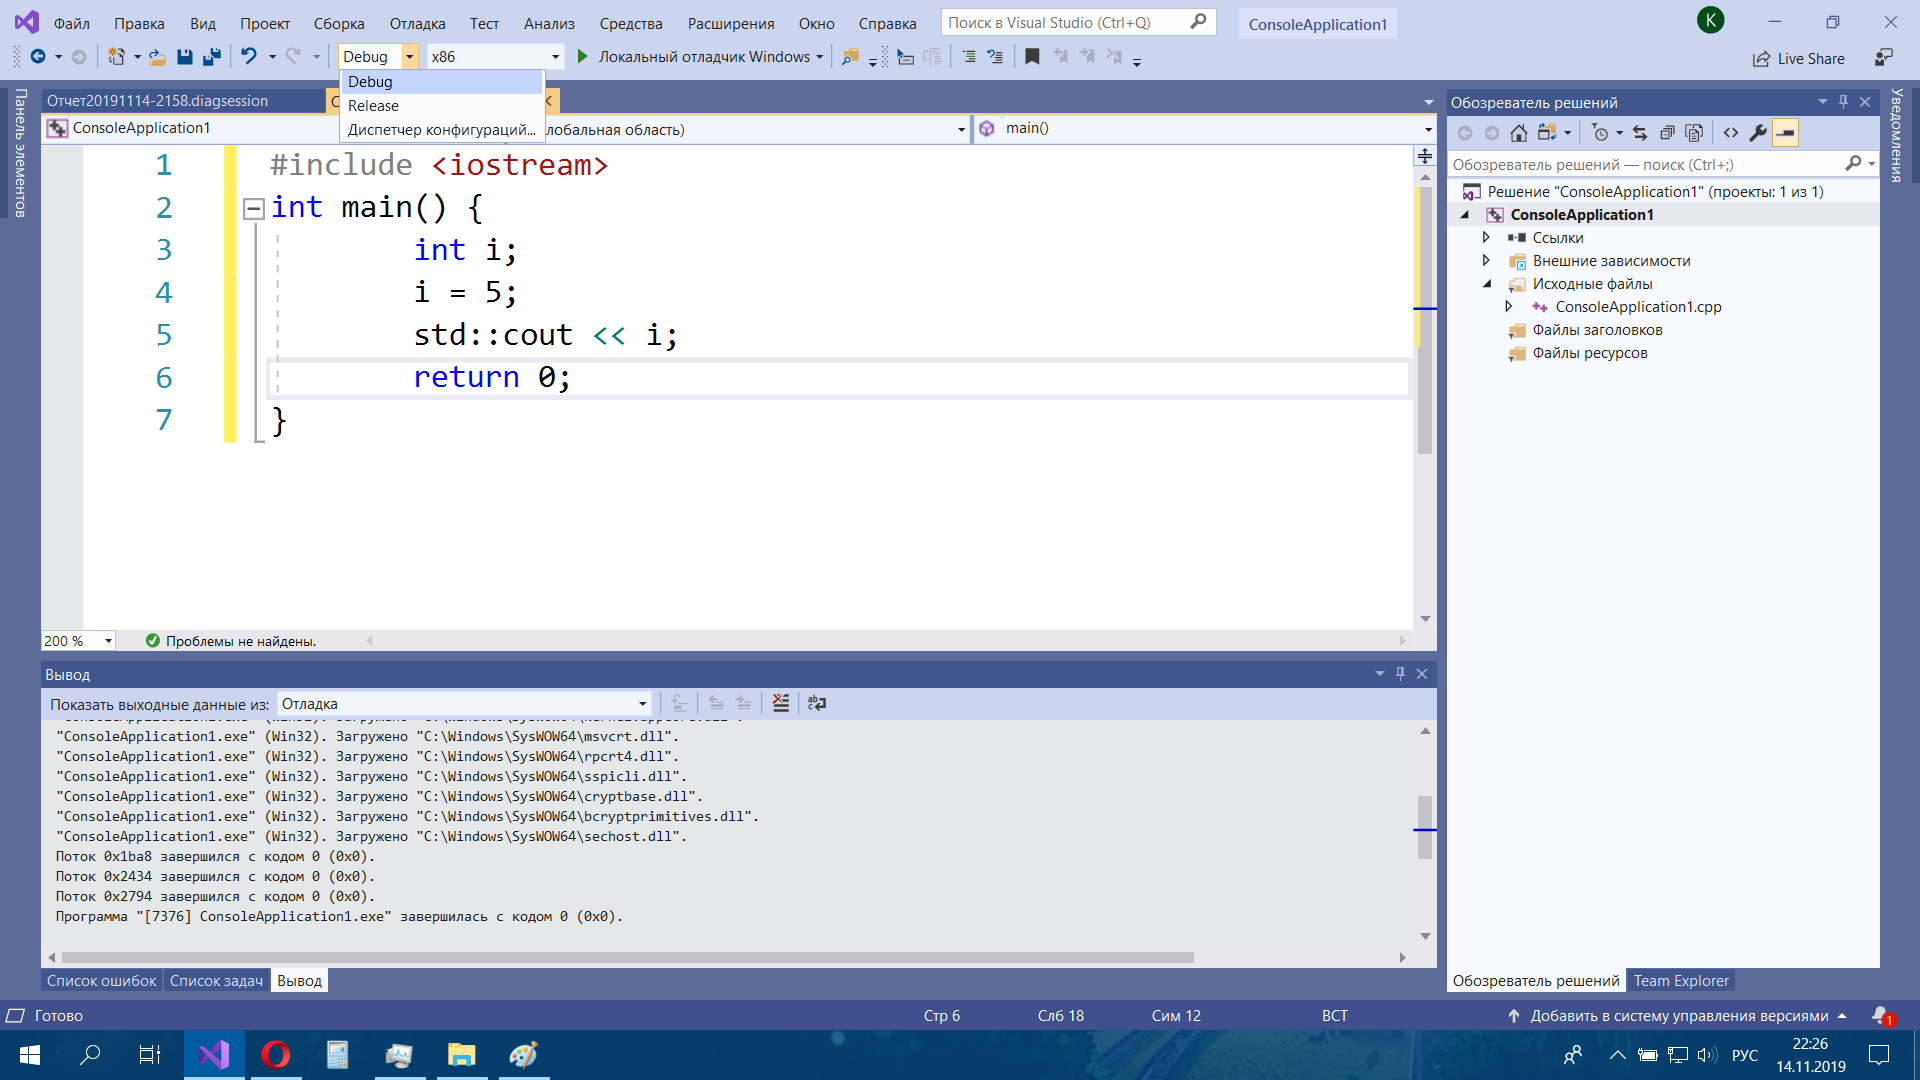 Файл Правка Вид Проект Сборка Отладка Тест Анализ Средства Расширения Окно Справка Поиск в Visual Studio (Ctrl+Q) ConsoleApplication1 K
Debug x86 Локальный отладчик Windows Live Share
Debug
Release
Диспетчер конфигураций...
Панель элементов
Отчет20191114-2158.diagsession
ConsoleApplication1 лобальная область) main()
1 #include <iostream>
2 int main() {
3 int i;
4 i = 5;
5 std::cout << i;
6 return 0;
7 }
200 % Проблемы не найдены.
Вывод
Показать выходные данные из: Отладка
"ConsoleApplication1.exe" (Win32). Загружено "C:\Windows\SysWOW64\msvcrt.dll".
"ConsoleApplication1.exe" (Win32). Загружено "C:\Windows\SysWOW64\rpcrt4.dll".
"ConsoleApplication1.exe" (Win32). Загружено "C:\Windows\SysWOW64\sspicli.dll".
"ConsoleApplication1.exe" (Win32). Загружено "C:\Windows\SysWOW64\cryptbase.dll".
"ConsoleApplication1.exe" (Win32). Загружено "C:\Windows\SysWOW64\bcryptprimitives.dll".
"ConsoleApplication1.exe" (Win32). Загружено "C:\Windows\SysWOW64\sechost.dll".
Поток 0x1ba8 завершился с кодом 0 (0x0).
Поток 0x2434 завершился с кодом 0 (0x0).
Поток 0x2794 завершился с кодом 0 (0x0).
Программа "[7376] ConsoleApplication1.exe" завершилась с кодом 0 (0x0).
Список ошибок Список задач Вывод
Обозреватель решений
Обозреватель решений — поиск (Ctrl+;)
Решение "ConsoleApplication1" (проекты: 1 из 1)
ConsoleApplication1
Ссылки
Внешние зависимости
Исходные файлы
ConsoleApplication1.cpp
Файлы заголовков
Файлы ресурсов
Обозреватель решений Team Explorer
Уведомления
Готово Стр 6 Слб 18 Сим 12 ВСТ Добавить в систему управления версиями 1
РУС 22:26
14.11.2019